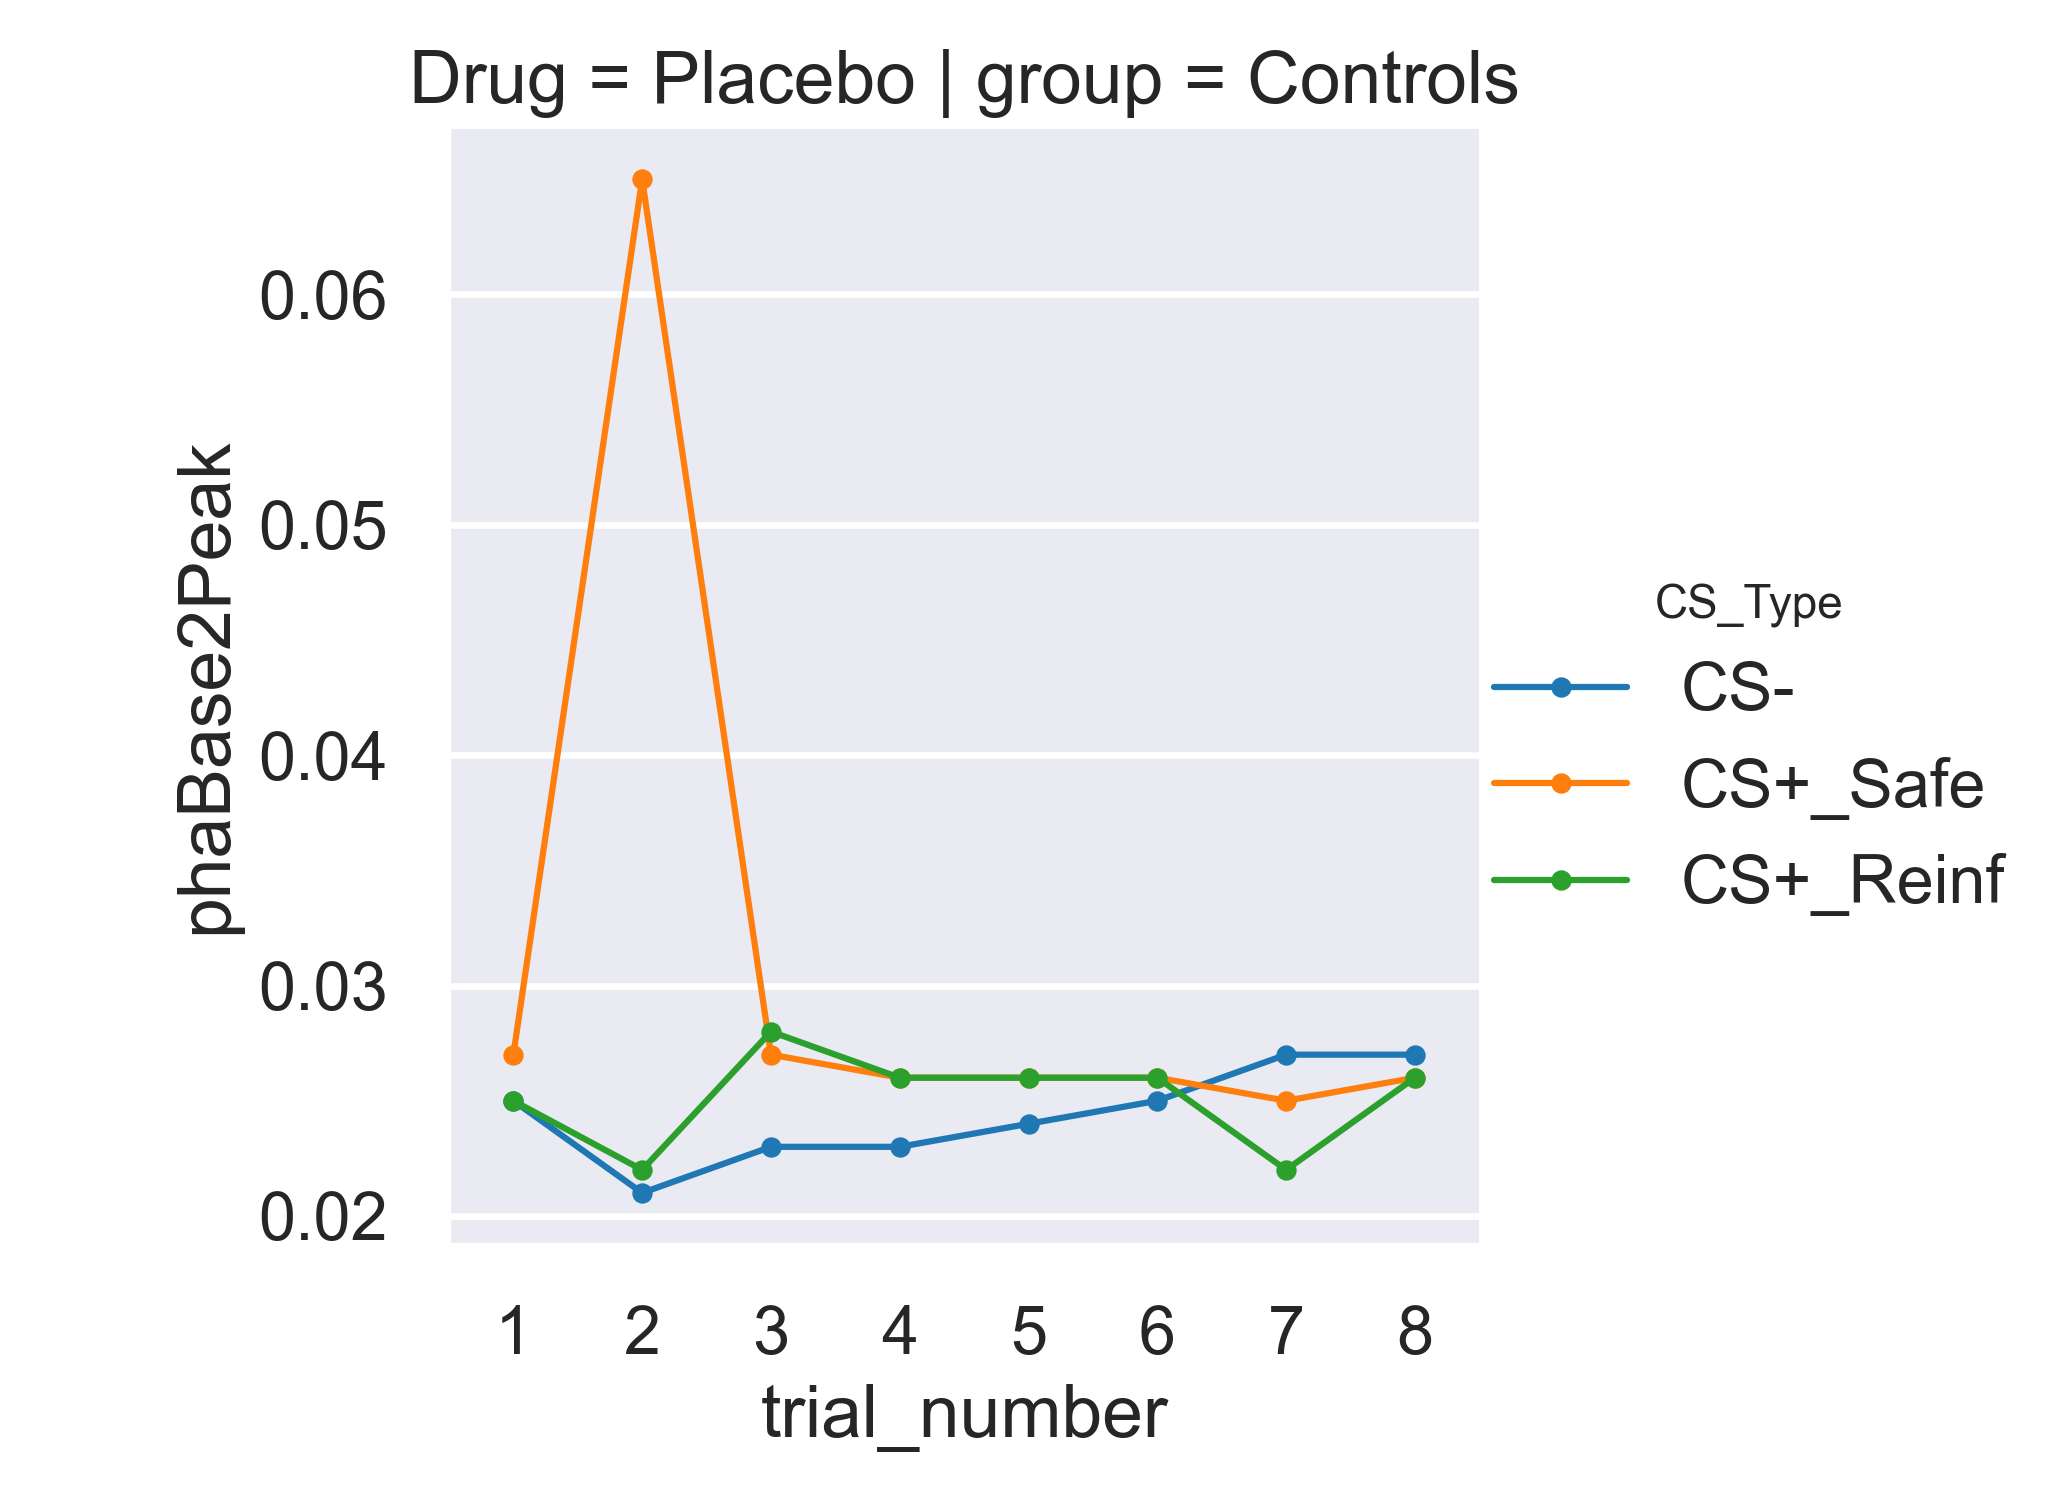 Drug = Placebo | group = Controls
phaBase2Peak
0.06
0.05
0.04
0.03
0.02
1 2 3 4 5 6 7 8
trial_number
CS_Type
CS-
CS+_Safe
CS+_Reinf